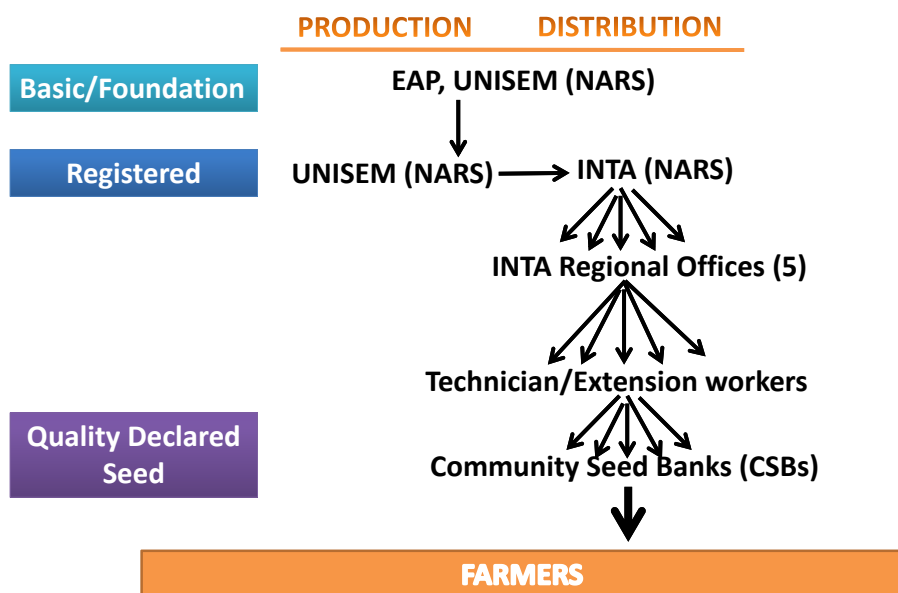 PRODUCTION DISTRIBUTION
Basic/Foundation
EAP, UNISEM (NARS)
Registered
UNISEM (NARS)
INTA (NARS)
INTA Regional Offices (5)
Technician/Extension workers
Quality Declared
Seed
Community Seed Banks (CSBs)
FARMERS